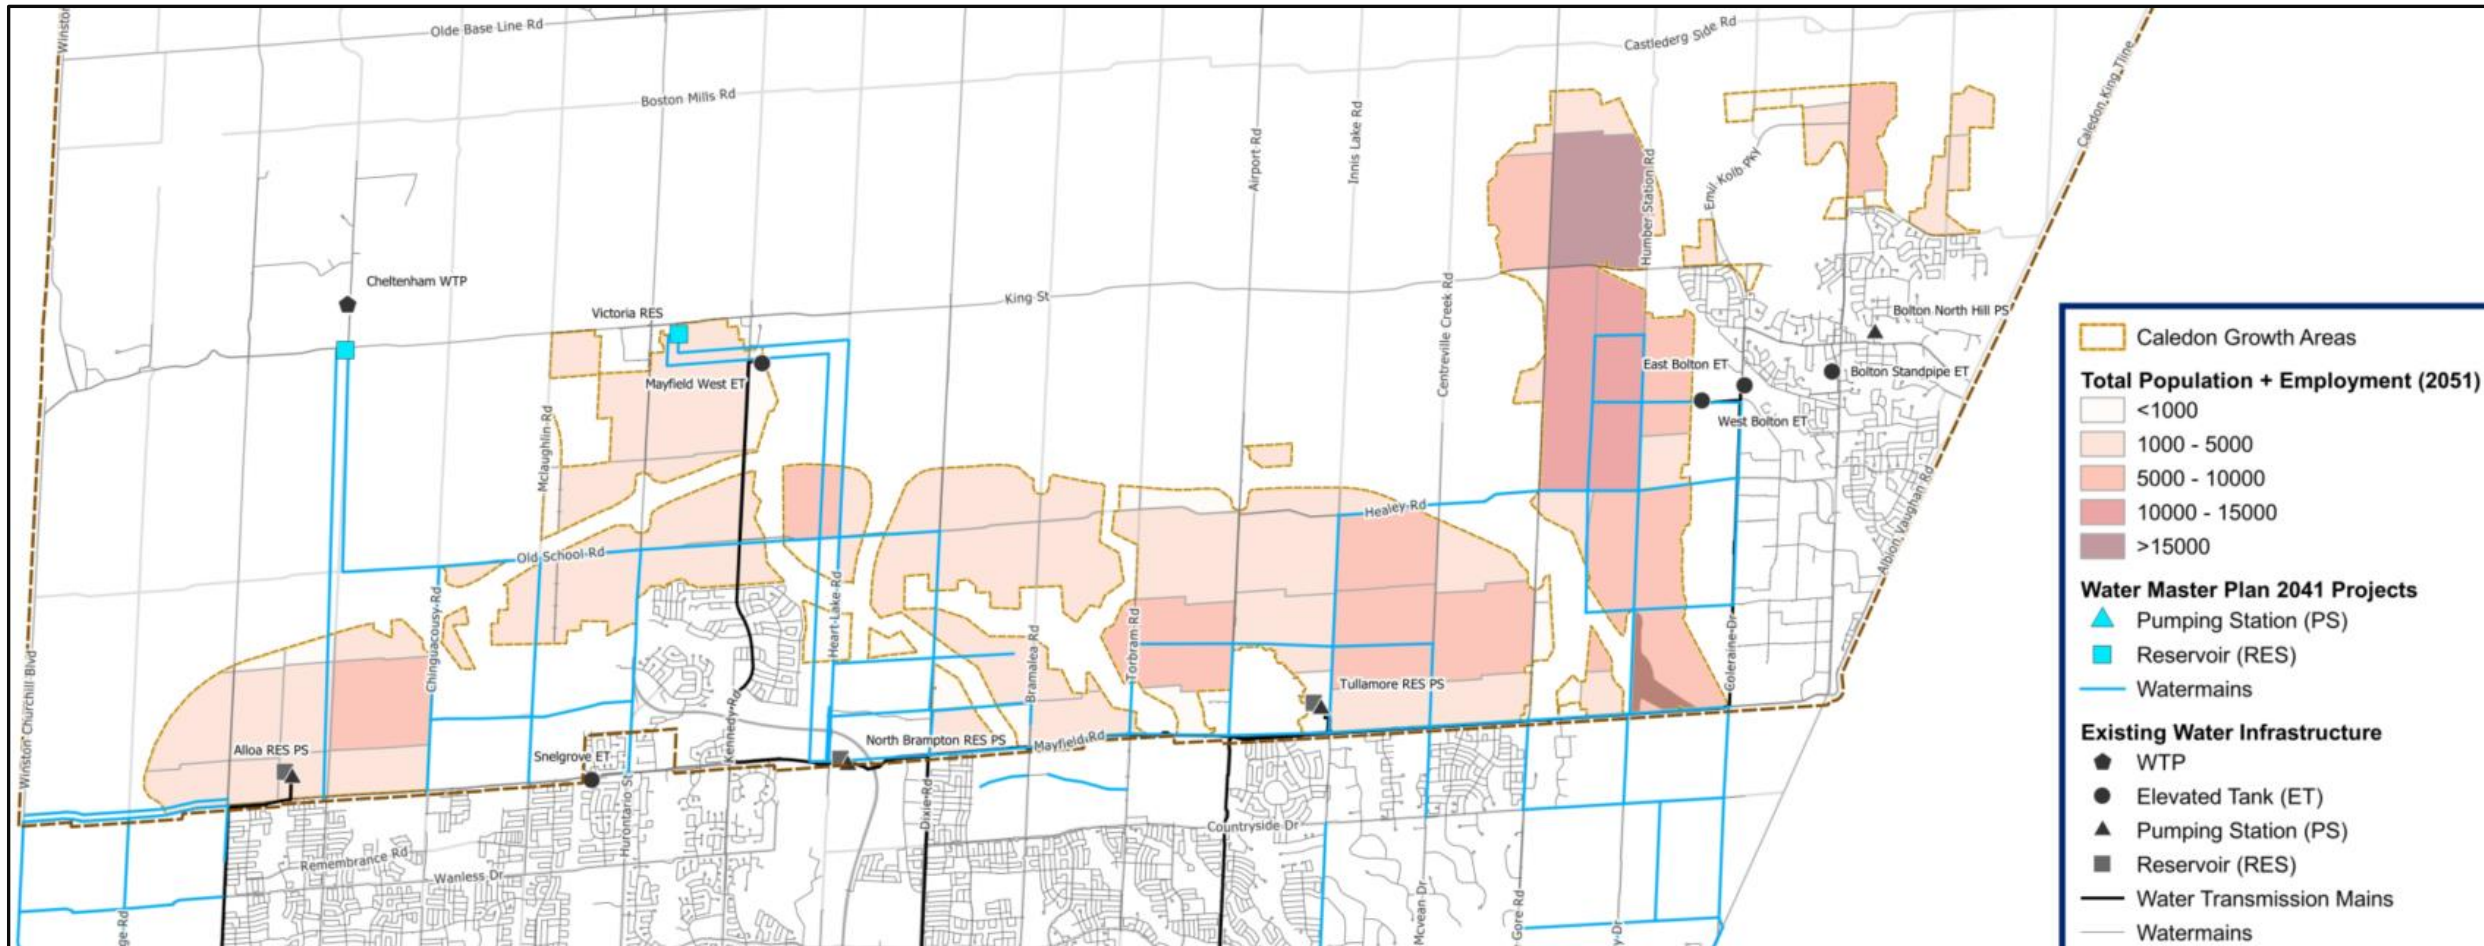 Winston
Olde Base Line Rd
Castlederg Side Rd
Boston Mills Rd
Caledon King Tline
Airport Rd
Innis Lake Rd
Humber Station Rd
Emil Kolb Pky
Cheltenham WTP
King St
Centreville Creek Rd
Victoria RES
Bolton North Hill PS
Mayfield West ET
East Bolton ET
Bolton Standpipe ET
West Bolton ET
Mclaughlin Rd
Healey Rd
Albion Vaughan Rd
Old School Rd
Chinguacousy Rd
Heart Lake Rd
Bramalea Rd
Torbram Rd
Coleraine Dr
Winston Churchill Blvd
Tullamore RES PS
Kennedy Rd
Alloa RES PS
Snelgrove ET
North Brampton RES PS
Mayfield Rd
Hurontario St
Dixie Rd
Countryside Dr
Remembrance Rd
Wanless Dr
Mcvean Dr
Gore Rd
ge Rd
y Dr
Caledon Growth Areas
Total Population + Employment (2051)
<1000
1000 - 5000
5000 - 10000
10000 - 15000
>15000
Water Master Plan 2041 Projects
Pumping Station (PS)
Reservoir (RES)
Watermains
Existing Water Infrastructure
WTP
Elevated Tank (ET)
Pumping Station (PS)
Reservoir (RES)
Water Transmission Mains
Watermains